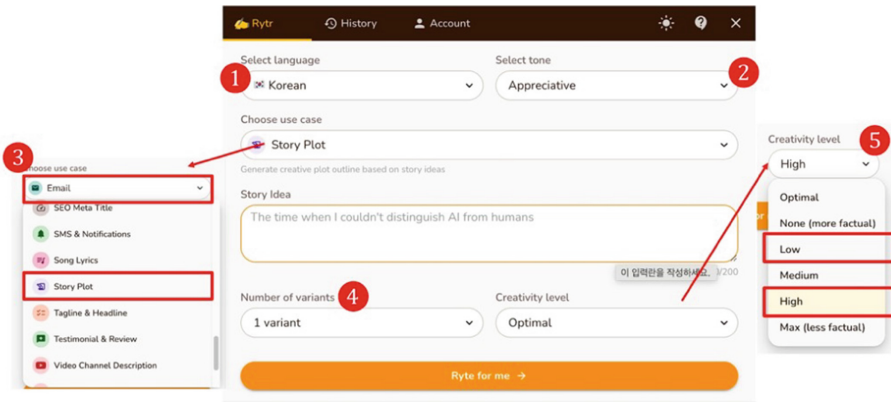 Rytr History Account
Select language Select tone
1 Korean Appreciative 2
Choose use case
Story Plot
Generate creative plot outline based on story ideas
Story Idea
The time when I couldn't distinguish AI from humans
이 입력란을 작성하세요. /200
Number of variants 4 Creativity level
1 variant Optimal
Ryte for me →
3
hoose use case
Email
SEO Meta Title
SMS & Notifications
Song Lyrics
Story Plot
Tagline & Headline
Testimonial & Review
Video Channel Description
Creativity level 5
High
Optimal
None (more factual)
Low
Medium
High
Max (less factual)